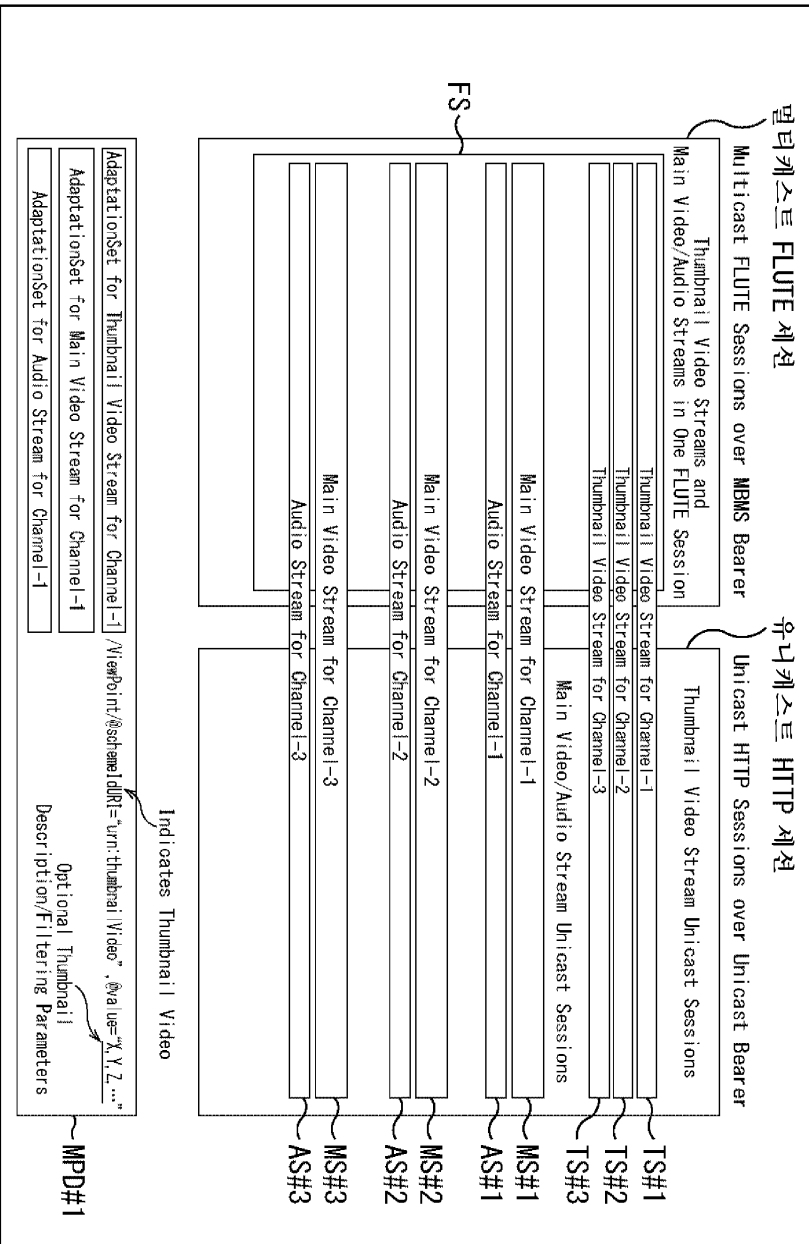 멀티캐스트 FLUTE 세션
Multicast FLUTE Sessions over MBMS Bearer
유니캐스트 HTTP 세션
Unicast HTTP Sessions over Unicast Bearer
FS
Thumbnail Video Streams and
Main Video/Audio Streams in One FLUTE Session
Thumbnail Video Stream Unicast Sessions
Thumbnail Video Stream for Channel-1
TS#1
Thumbnail Video Stream for Channel-2
TS#2
Thumbnail Video Stream for Channel-3
TS#3
Main Video/Audio Stream Unicast Sessions
Main Video Stream for Channel-1
MS#1
Audio Stream for Channel-1
AS#1
Main Video Stream for Channel-2
MS#2
Audio Stream for Channel-2
AS#2
Main Video Stream for Channel-3
MS#3
Audio Stream for Channel-3
AS#3
Indicates Thumbnail Video
AdaptationSet for Thumbnail Video Stream for Channel-1
/ViewPoint/@schemeIdURI="urn:thumbnailVideo" ,@value="X, Y, Z, ..."
AdaptationSet for Main Video Stream for Channel-1
AdaptationSet for Audio Stream for Channel-1
Optional Thumbnail
Description/Filtering Parameters
MPD#1